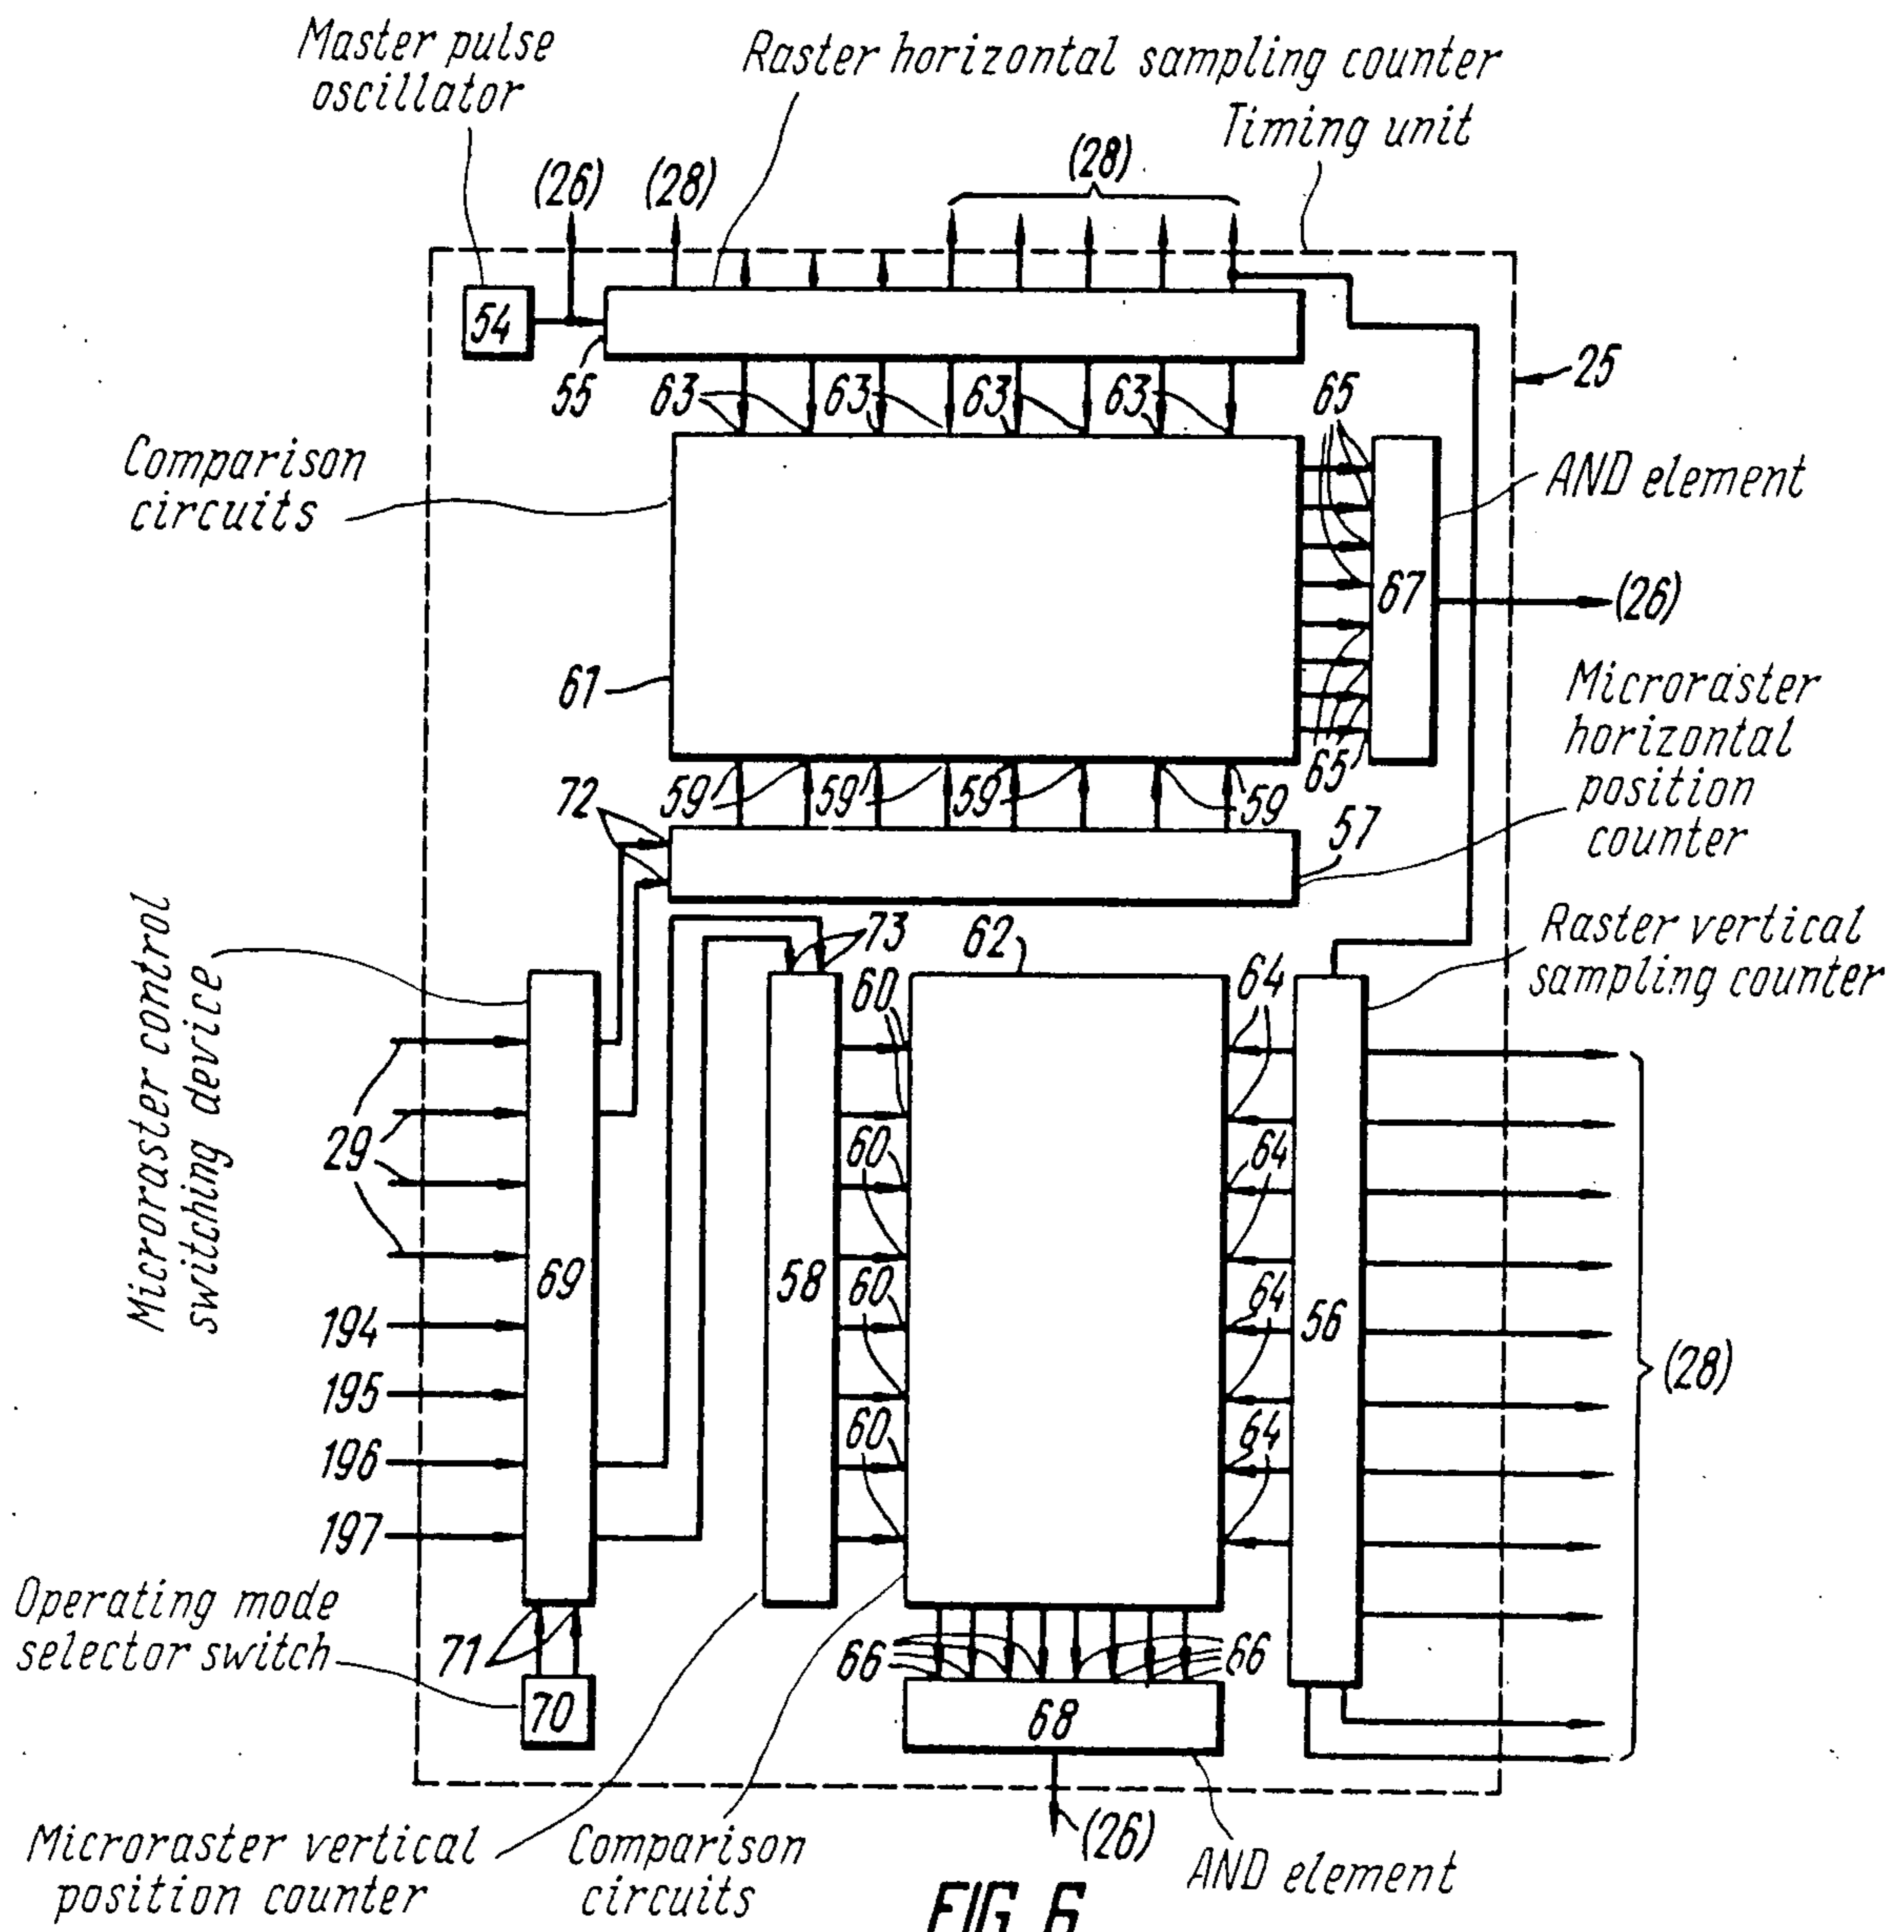 Master pulse
oscillator
Raster horizontal sampling counter
Timing unit
(26)
(28)
(28)
54
55
63
63
63
63
65
25
Comparison
circuits
AND element
67
(26)
61
Microraster
horizontal
position
counter
65
59
59
59
59
72
57
Microraster control
switching device
73
62
Raster vertical
sampling counter
60
64
29
60
64
69
58
60
64
56
194
195
(28)
196
60
64
197
Operating mode
selector switch
71
66
66
70
68
(26)
Microraster vertical
position counter
Comparison
circuits
AND element
FIG. 6